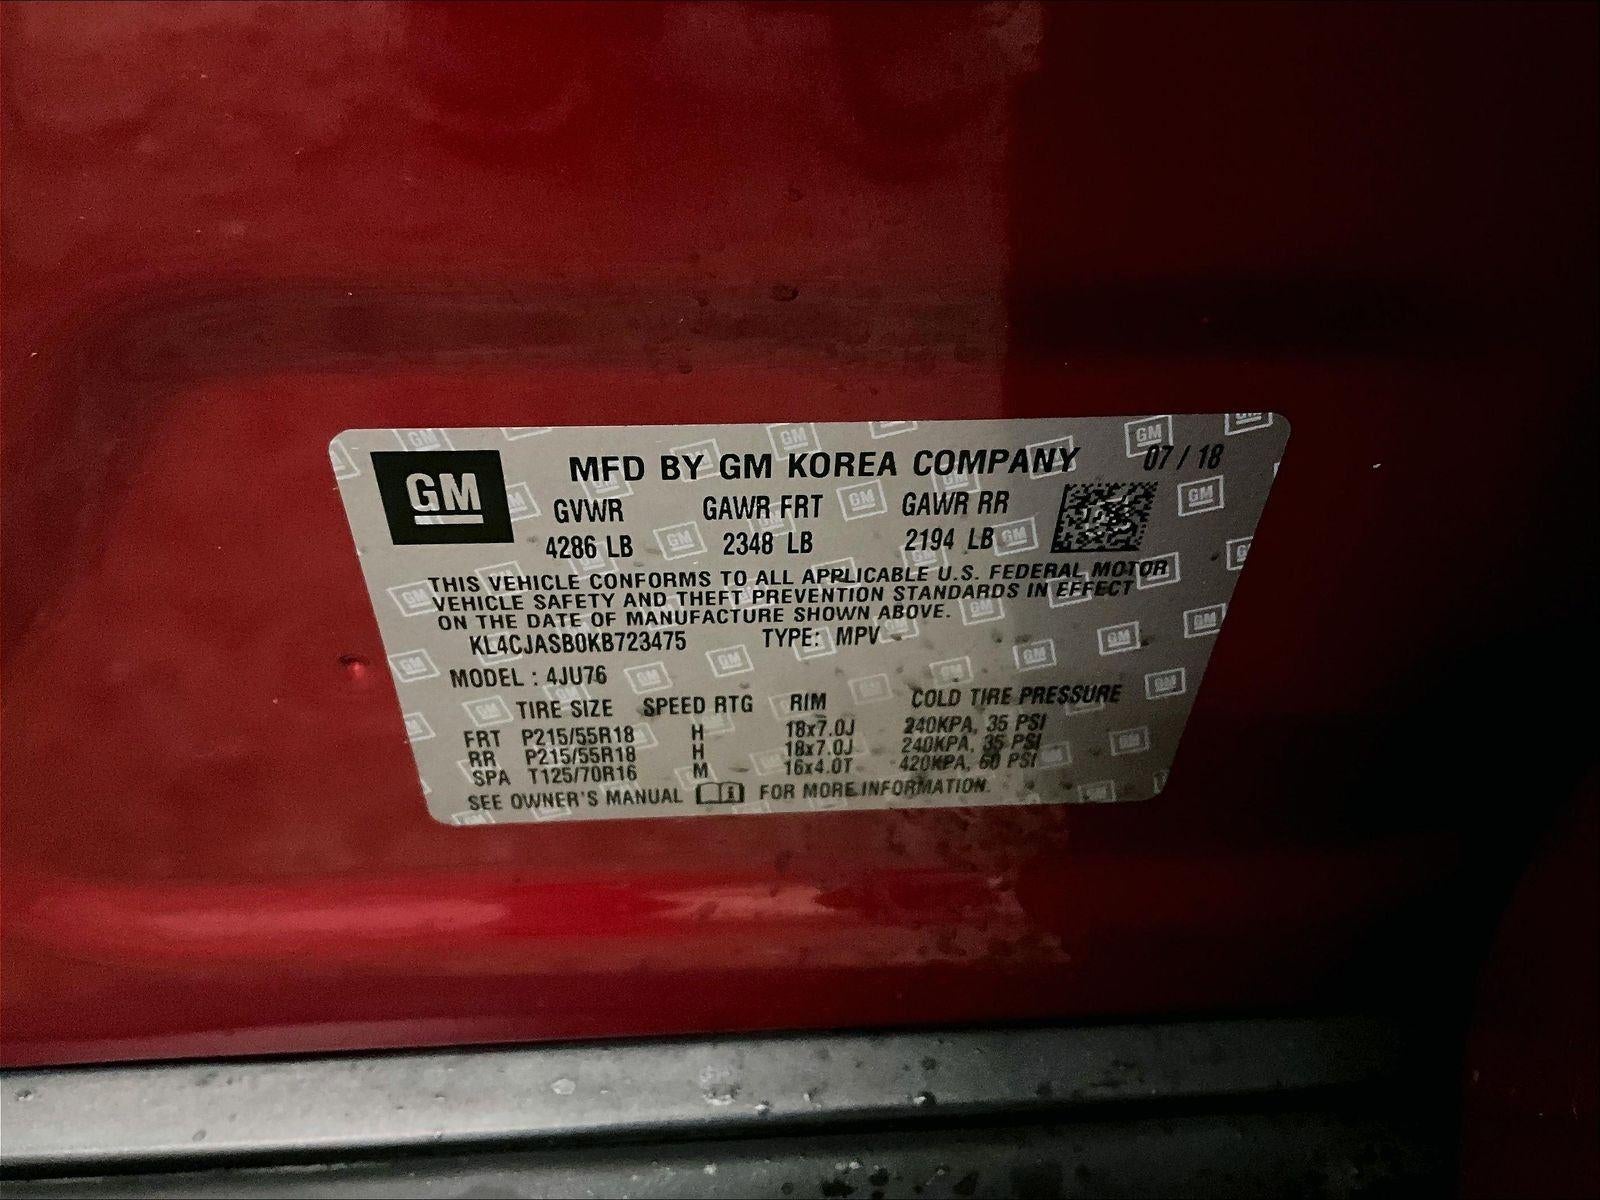 GM MFD BY GM KOREA COMPANY 07 / 18
GVWR GAWR FRT GAWR RR
4286 LB 2348 LB 2194 LB
THIS VEHICLE CONFORMS TO ALL APPLICABLE U.S. FEDERAL MOTOR
VEHICLE SAFETY AND THEFT PREVENTION STANDARDS IN EFFECT
ON THE DATE OF MANUFACTURE SHOWN ABOVE.
KL4CJASB0KB723475 TYPE: MPV
MODEL : 4JU76
TIRE SIZE SPEED RTG RIM COLD TIRE PRESSURE
FRT P215/55R18 H 18x7.0J 240KPA, 35 PSI
RR P215/55R18 H 18x7.0J 240KPA, 35 PSI
SPA T125/70R16 M 16x4.0T 420KPA, 60 PSI
SEE OWNER'S MANUAL i FOR MORE INFORMATION.